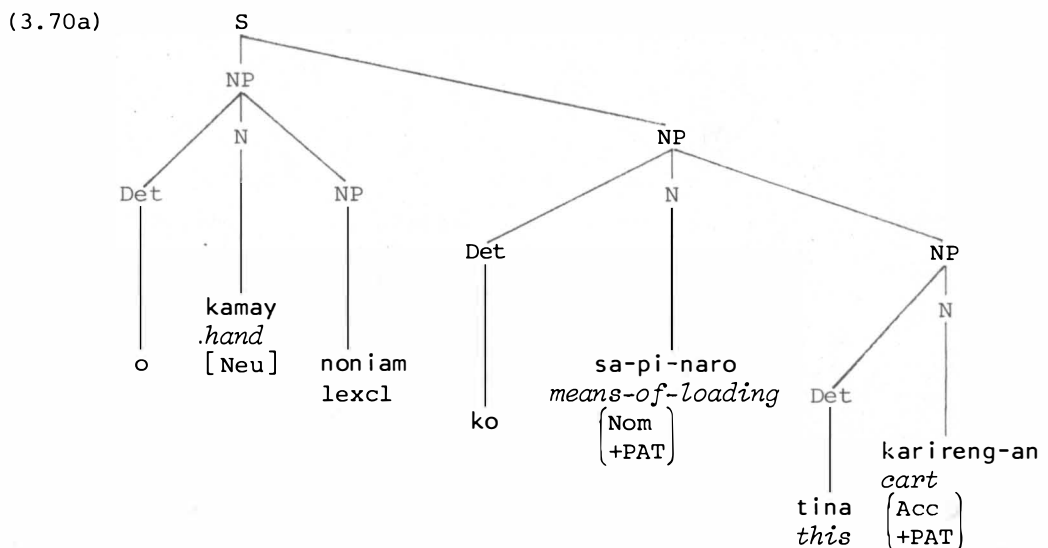 (3.70a) S
NP
NP
N
N
Det
NP
Det
NP
kamay
N
.hand
o
[Neu]
noniam
sa-pi-naro
lexcl
means-of-loading
Det
ko
[Nom
karireng-an
+PAT]
cart
tina
[Acc
this
+PAT]